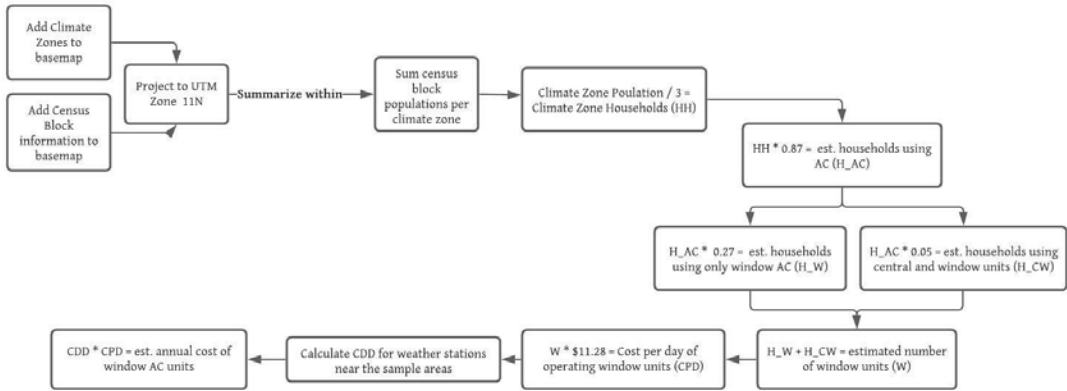 Add Climate
Zones to
basemap
Add Census
Block
information to
basemap
Project to UTM
Zone 11N
Summarize within
Sum census
block
populations per
climate zone
Climate Zone Poulation / 3 =
Climate Zone Households (HH)
HH * 0.87 = est. households using
AC (H_AC)
H_AC * 0.27 = est. households
using only window AC (H_W)
H_AC * 0.05 = est. households using
central and window units (H_CW)
H_W + H_CW = estimated number
of window units (W)
W * $11.28 = Cost per day of
operating window units (CPD)
Calculate CDD for weather stations
near the sample areas
CDD * CPD = est. annual cost of
window AC units